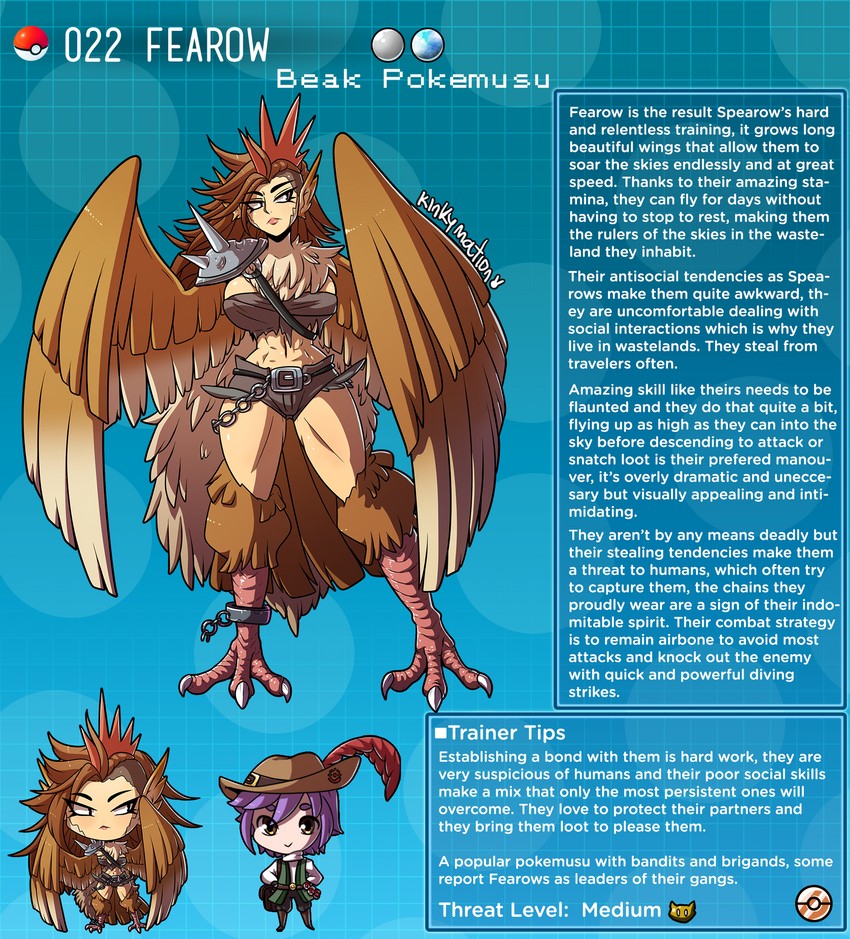 022 FEAROW
Beak Pokemusu
kinkymation
Fearow is the result Spearow's hard
and relentless training, it grows long
beautiful wings that allow them to
soar the skies endlessly and at great
speed. Thanks to their amazing sta-
mina, they can fly for days without
having to stop to rest, making them
the rulers of the skies in the waste-
land they inhabit.
Their antisocial tendencies as Spea-
rows make them quite awkward, th-
ey are uncomfortable dealing with
social interactions which is why they
live in wastelands. They steal from
travelers often.
Amazing skill like theirs needs to be
flaunted and they do that quite a bit,
flying up as high as they can into the
sky before descending to attack or
snatch loot is their prefered manou-
ver, it's overly dramatic and unecce-
sary but visually appealing and inti-
midating.
They aren't by any means deadly but
their stealing tendencies make them
a threat to humans, which often try
to capture them, the chains they
proudly wear are a sign of their indo-
mitable spirit. Their combat strategy
is to remain airbone to avoid most
attacks and knock out the enemy
with quick and powerful diving
strikes.
Trainer Tips
Establishing a bond with them is hard work, they are
very suspicious of humans and their poor social skills
make a mix that only the most persistent ones will
overcome. They love to protect their partners and
they bring them loot to please them.
A popular pokemusu with bandits and brigands, some
report Fearows as leaders of their gangs.
Threat Level: Medium